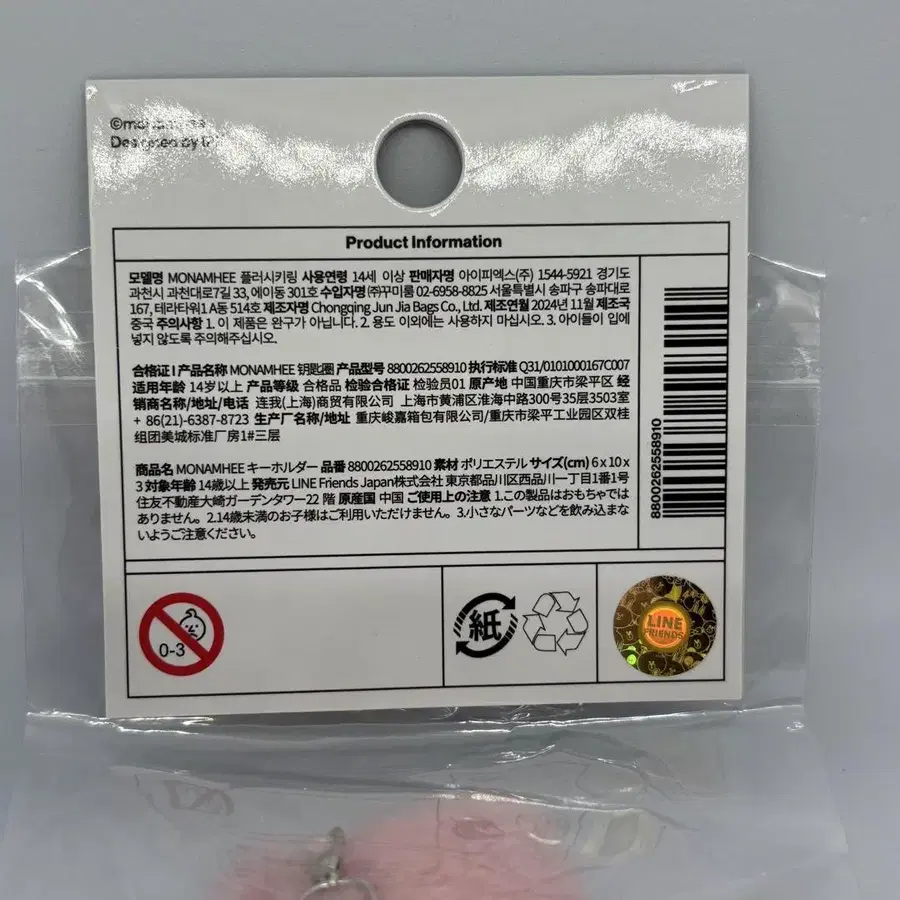 Product Information
모델명 MONAMHEE 플러시키링 사용연령 14세 이상 판매자명 아이피엑스(주) 1544-5921 경기도
과천시 과천대로7길 33, 에이동 301호 수입자명 ㈜꾸미룸 02-6958-8825 서울특별시 송파구 송파대로
167, 테라타워1 A동 514호 제조자명 Chongqing Jun Jia Bags Co., Ltd. 제조연월 2024년 11월 제조국
중국 주의사항 1. 이 제품은 완구가 아닙니다. 2. 용도 이외에는 사용하지 마십시오. 3. 아이들이 입에
넣지 않도록 주의해주십시오.
合格证 I 产品名称 MONAMHEE 钥匙圈 产品型号 8800262558910 执行标准 Q31/0101000167C007
适用年龄 14岁以上 产品等级 合格品 检验合格证 检验员01 原产地 中国重庆市梁平区 经
销商名称/地址/电话 连我(上海)商贸有限公司 上海市黄浦区淮海中路300号35层3503室
+ 86(21)-6387-8723 生产厂名称/地址 重庆峻嘉箱包有限公司/重庆市梁平工业园区双桂
组团美城标准厂房1#三层
商品名 MONAMHEE キーホルダー 品番 8800262558910 素材 ポリエステル サイズ(cm) 6 x 10 x
3 対象年齢 14歳以上 発売元 LINE Friends Japan株式会社 東京都品川区西品川一丁目1番1号
住友不動産大崎ガーデンタワー22 階 原産国 中国 ご使用上の注意 1.この製品はおもちゃでは
ありません。2.14歳未満のお子様はご利用いただけません。3.小さなパーツなどを飲み込まな
いようご注意ください。
8800262558910
0-3
紙
LINE
FRIENDS